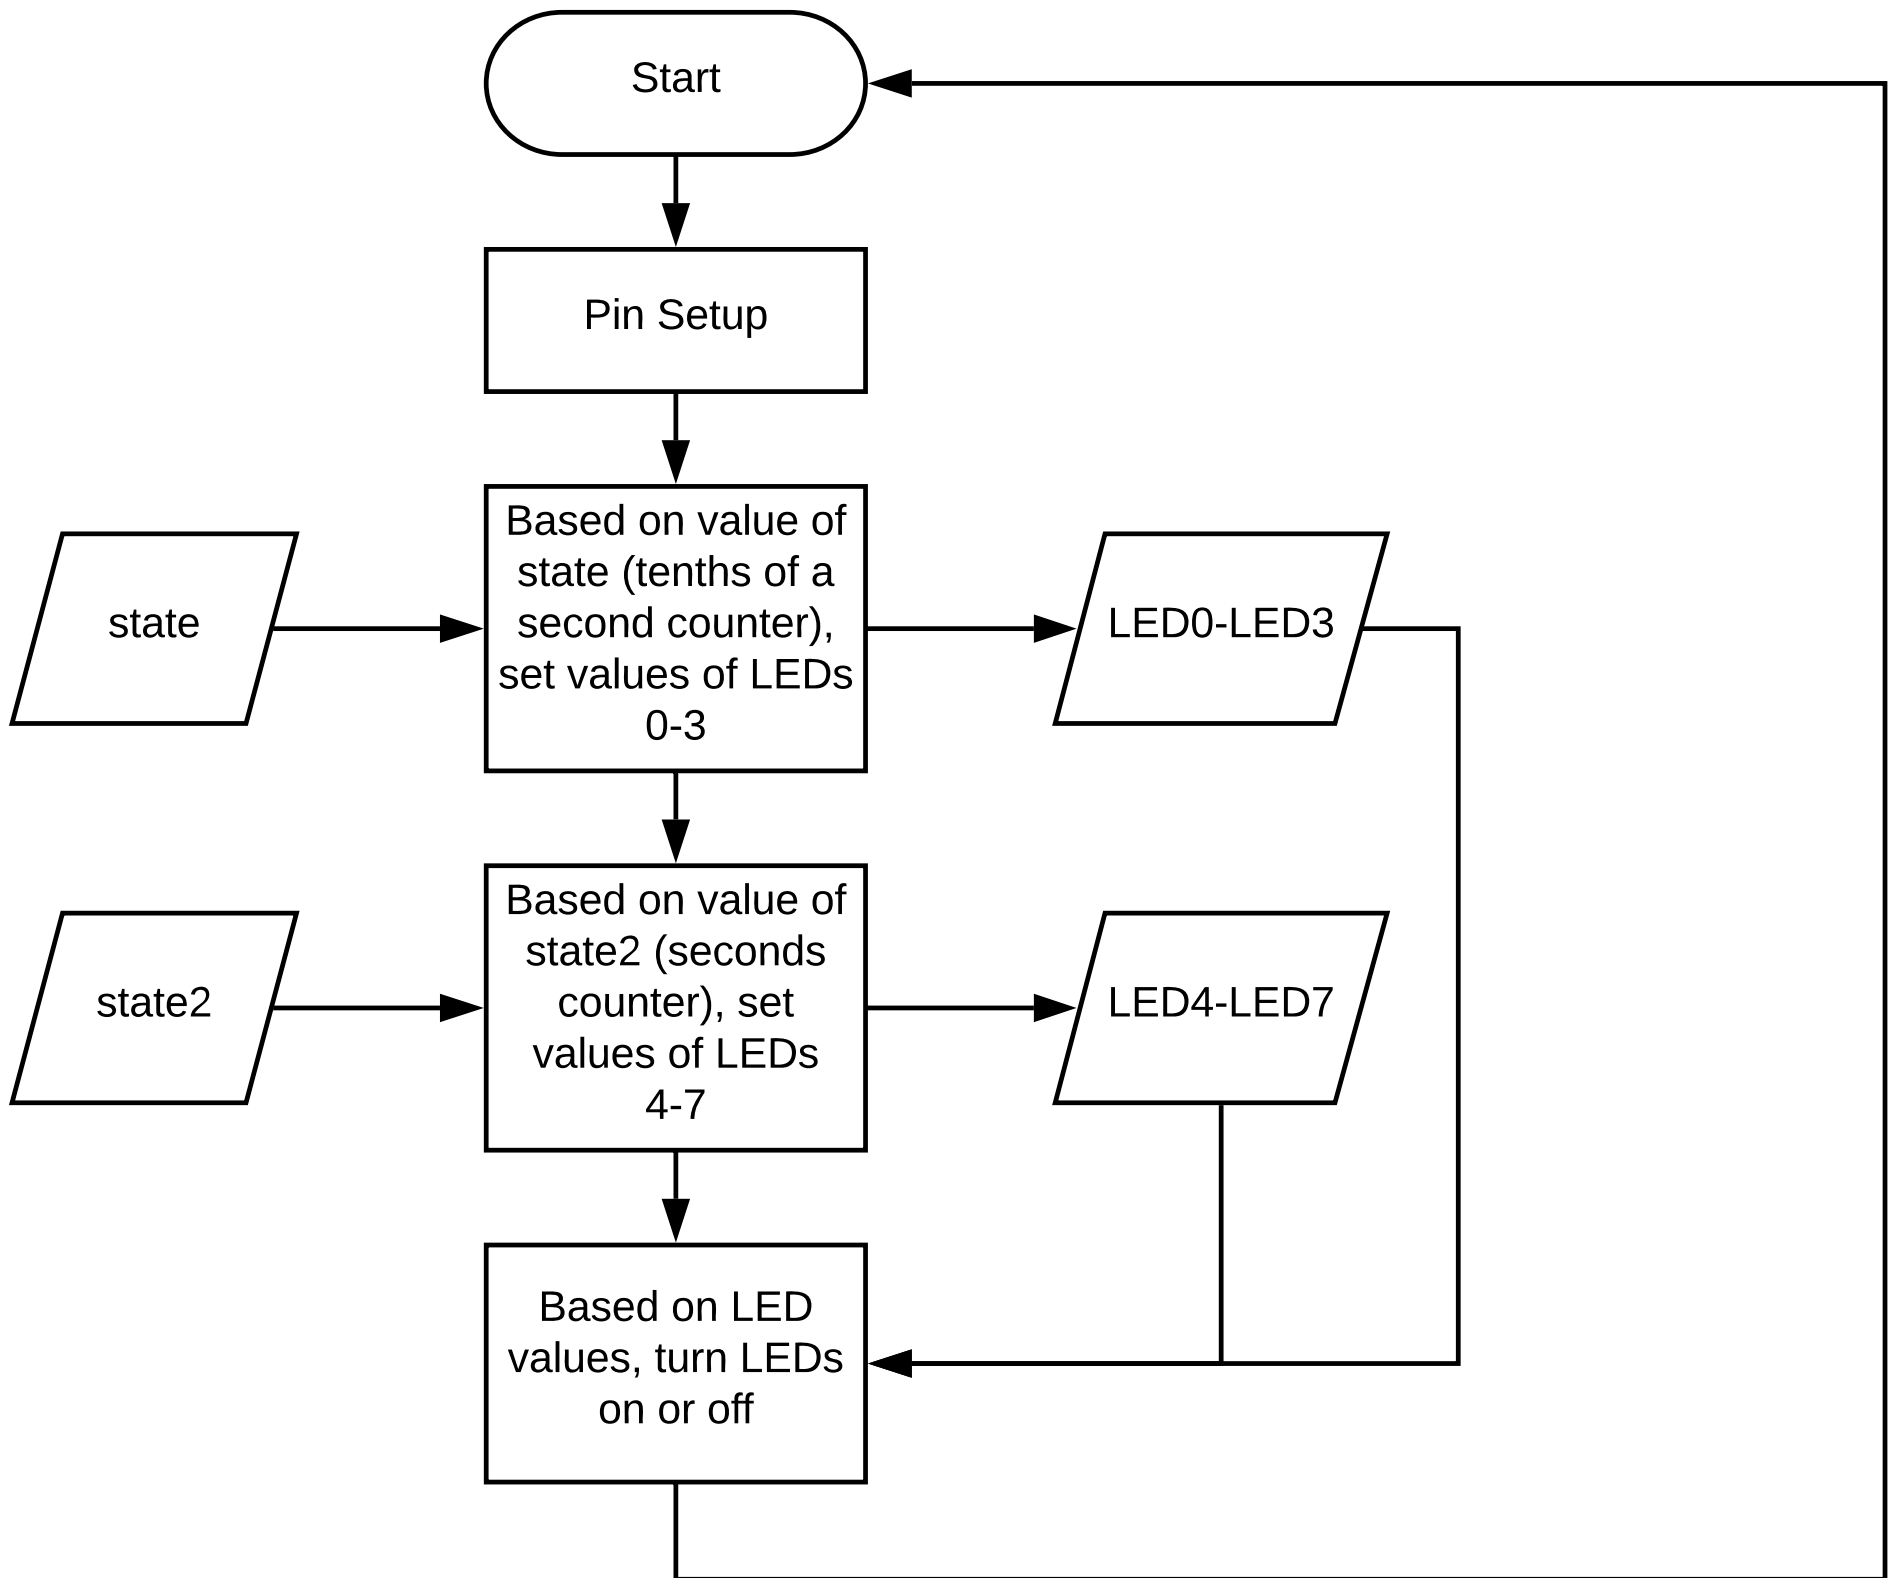 Start
Pin Setup
Based on value of
state (tenths of a
second counter),
set values of LEDs
0-3
state
LED0-LED3
Based on value of
state2 (seconds
counter), set
values of LEDs
4-7
state2
LED4-LED7
Based on LED
values, turn LEDs
on or off